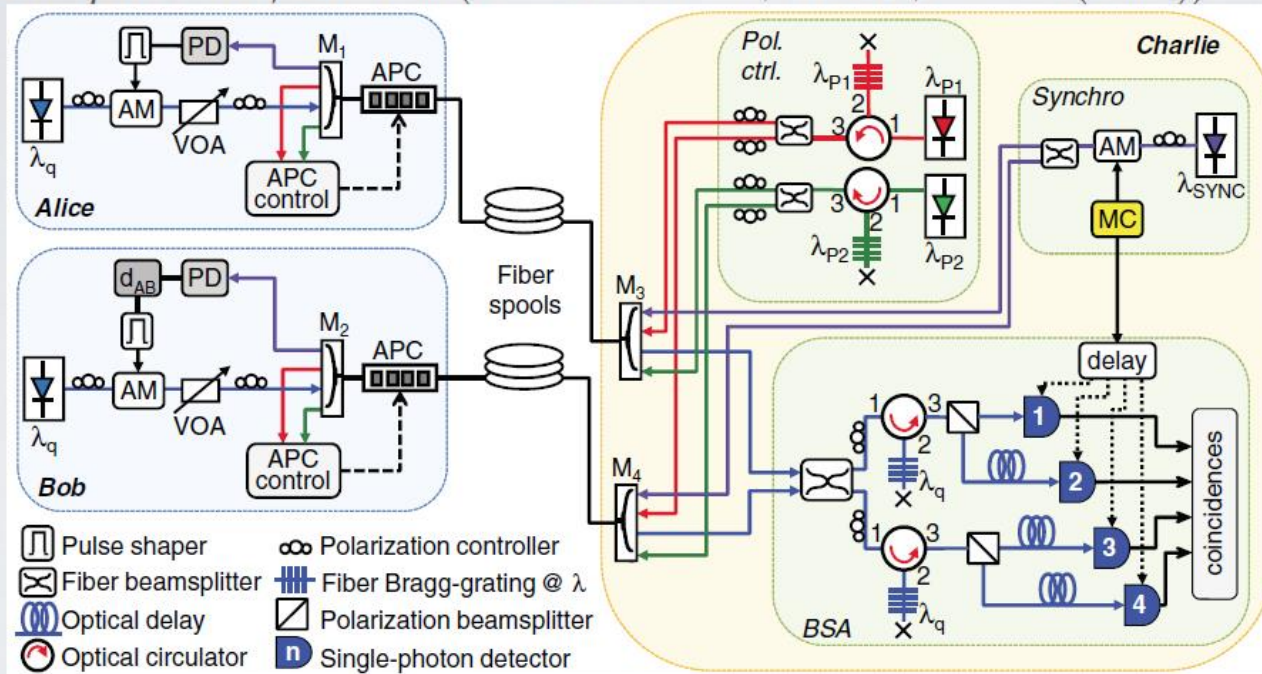 PD
M1
APC
AM
VOA
λq
APC
control
Alice
dAB
PD
M2
APC
AM
VOA
λq
APC
control
Bob
Fiber
spools
Pol.
ctrl.
λP1
λP1
2
3
1
3
1
2
λP2
λP2
Charlie
Synchro
AM
λSYNC
MC
M3
M4
delay
1
3
2
λq
1
2
1
3
2
λq
3
4
coincidences
BSA
Pulse shaper
Polarization controller
Fiber beamsplitter
Fiber Bragg-grating @ λ
Optical delay
Polarization beamsplitter
Optical circulator
n Single-photon detector